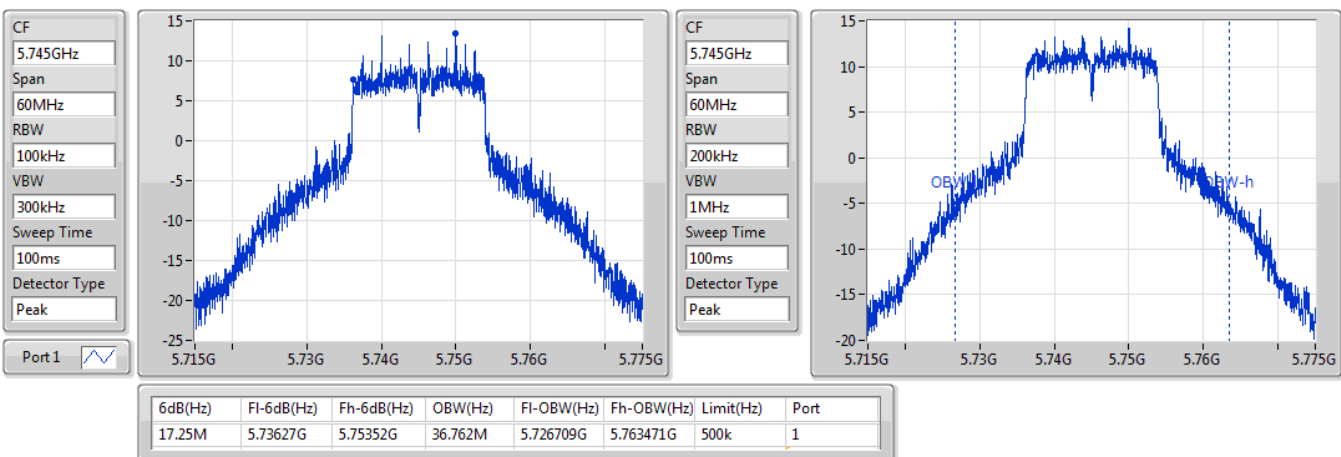 CF
5.745GHz
Span
60MHz
RBW
100kHz
VBW
300kHz
Sweep Time
100ms
Detector Type
Peak
Port 1
15
10
5
0
-5
-10
-15
-20
-25
5.715G 5.73G 5.74G 5.75G 5.76G 5.775G
CF
5.745GHz
Span
60MHz
RBW
200kHz
VBW
1MHz
Sweep Time
100ms
Detector Type
Peak
15
10
5
0
-5
-10
-15
-20
OBW-h
5.715G 5.73G 5.74G 5.75G 5.76G 5.775G
6dB(Hz) Fl-6dB(Hz) Fh-6dB(Hz) OBW(Hz) Fl-OBW(Hz) Fh-OBW(Hz) Limit(Hz) Port
17.25M 5.73627G 5.75352G 36.762M 5.726709G 5.763471G 500k 1